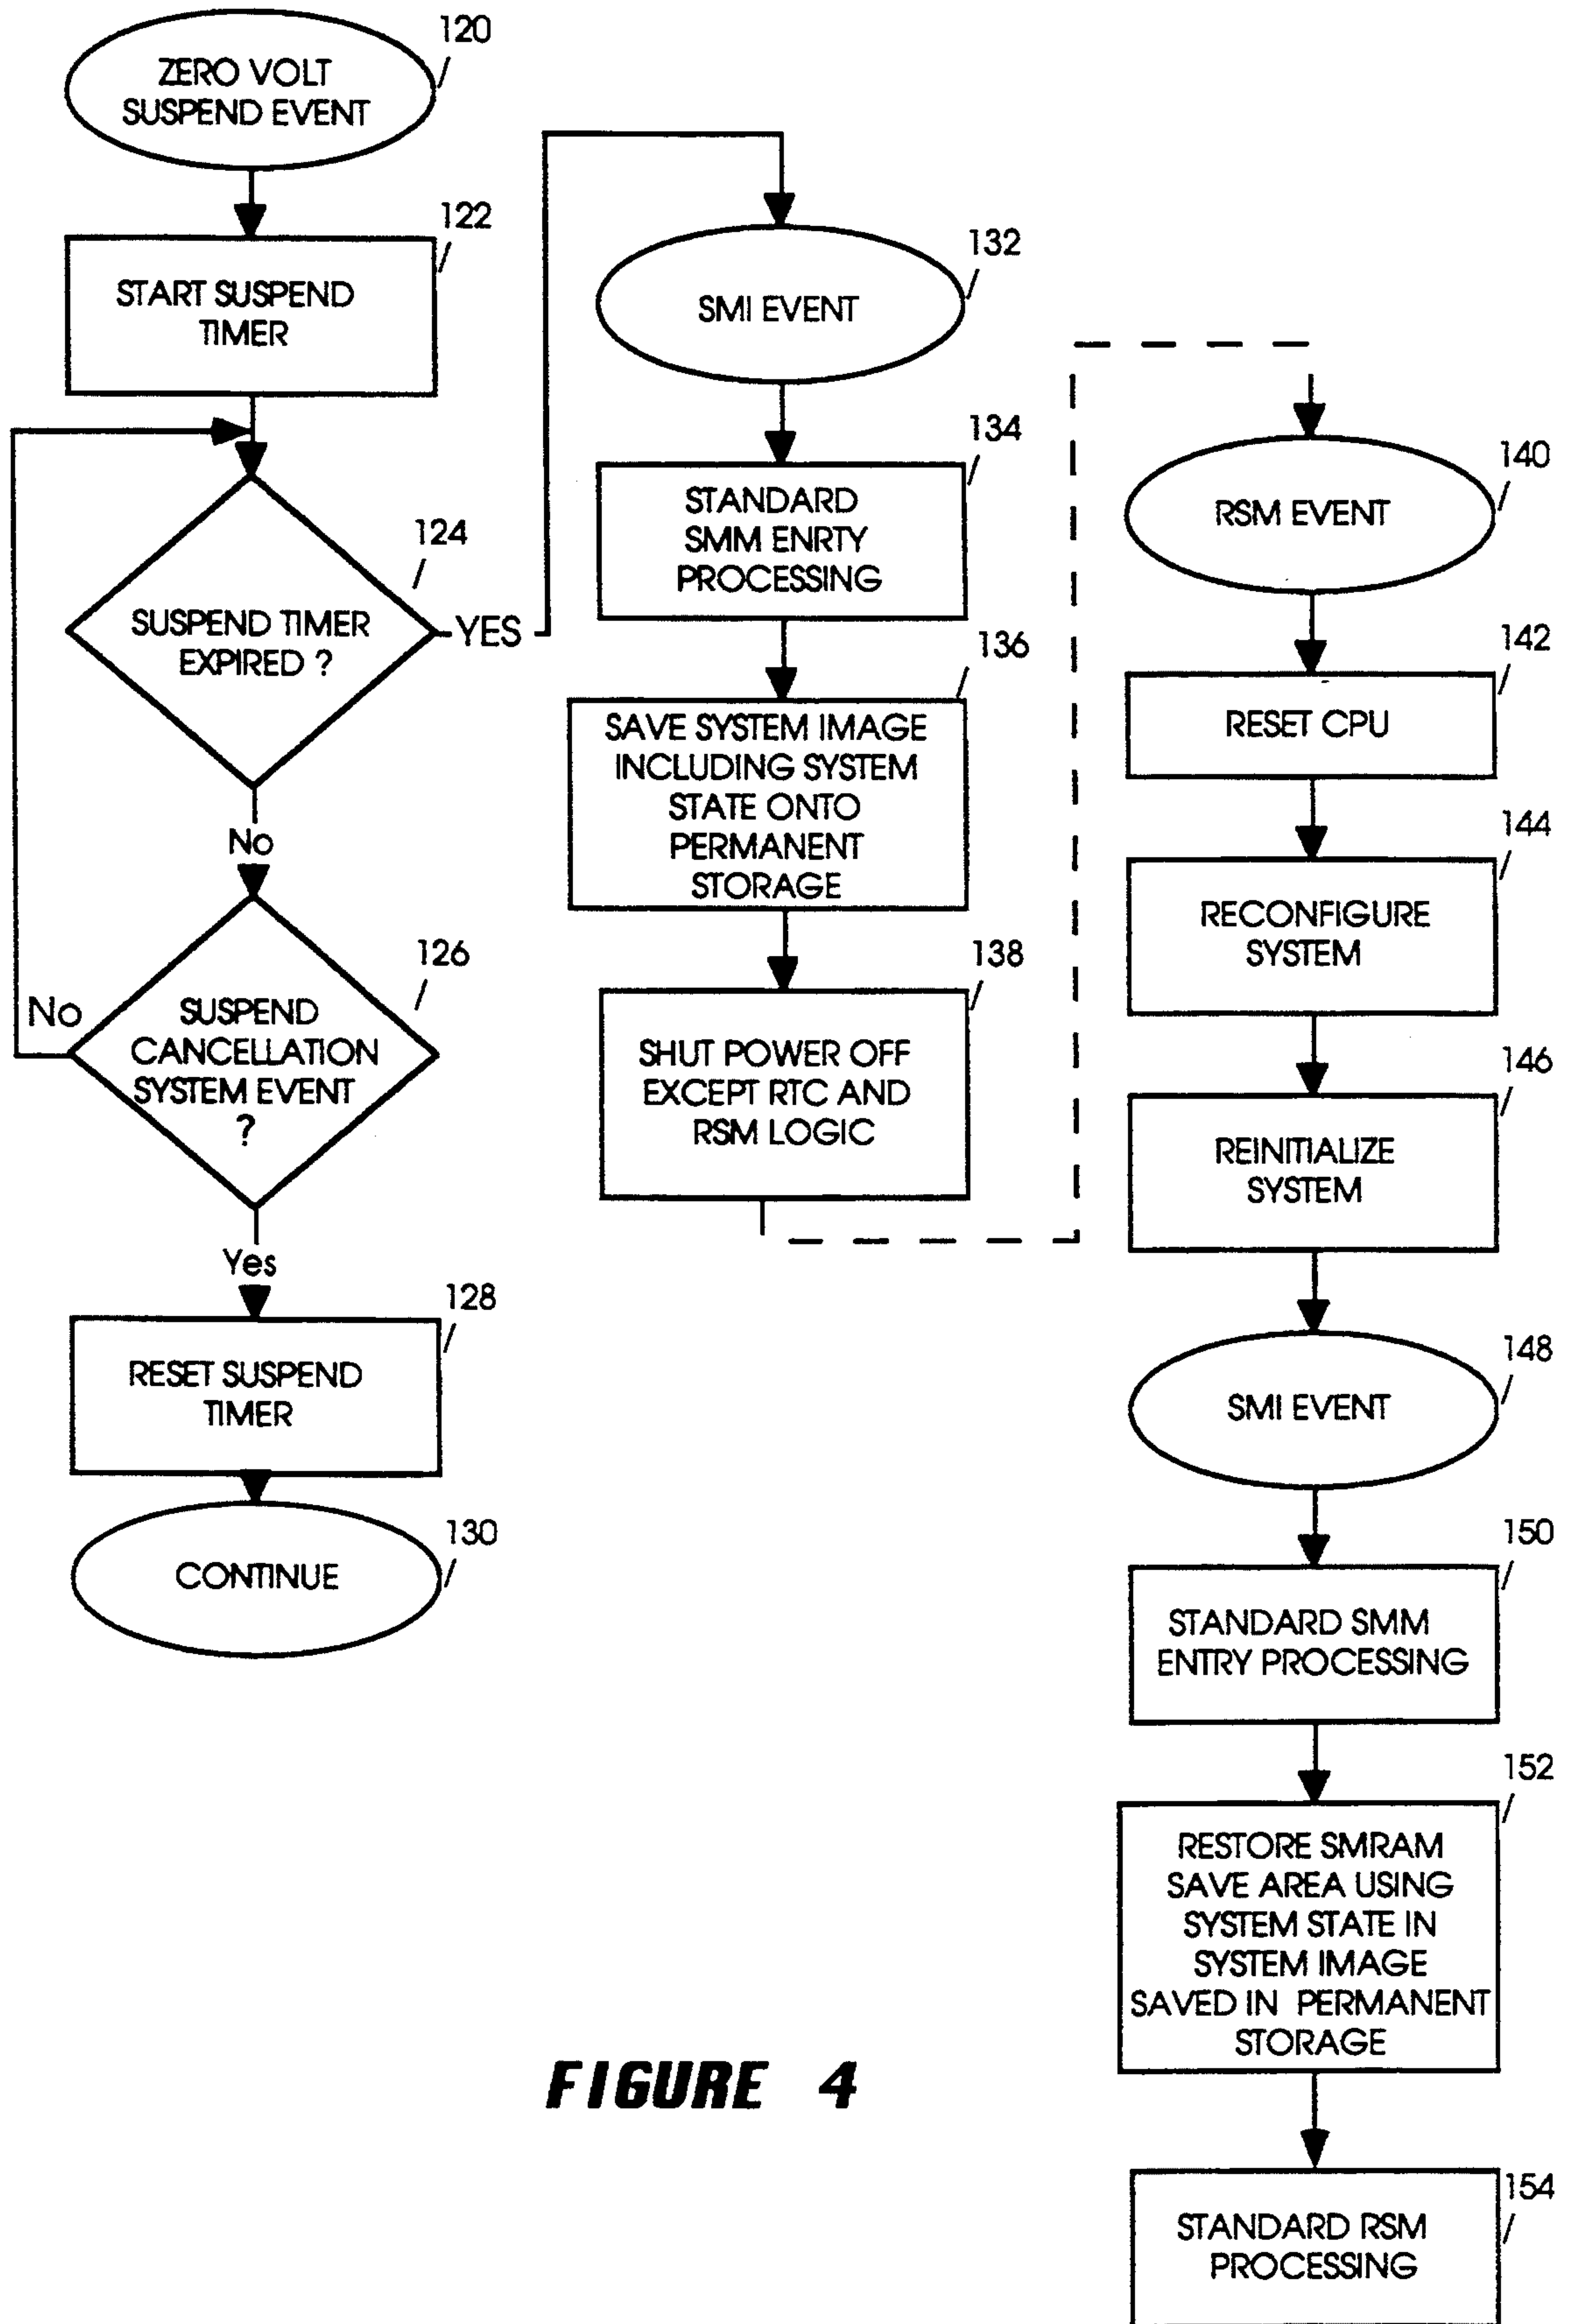 120
ZERO VOLT
SUSPEND EVENT
122
START SUSPEND
TIMER
124
SUSPEND TIMER
EXPIRED ?
YES
No
126
SUSPEND
CANCELLATION
SYSTEM EVENT
?
No
Yes
128
RESET SUSPEND
TIMER
130
CONTINUE
132
SMI EVENT
134
STANDARD
SMM ENRTY
PROCESSING
136
SAVE SYSTEM IMAGE
INCLUDING SYSTEM
STATE ONTO
PERMANENT
STORAGE
138
SHUT POWER OFF
EXCEPT RTC AND
RSM LOGIC
140
RSM EVENT
142
RESET CPU
144
RECONFIGURE
SYSTEM
146
REINITIALIZE
SYSTEM
148
SMI EVENT
150
STANDARD SMM
ENTRY PROCESSING
152
RESTORE SMRAM
SAVE AREA USING
SYSTEM STATE IN
SYSTEM IMAGE
SAVED IN PERMANENT
STORAGE
154
STANDARD RSM
PROCESSING
FIGURE 4